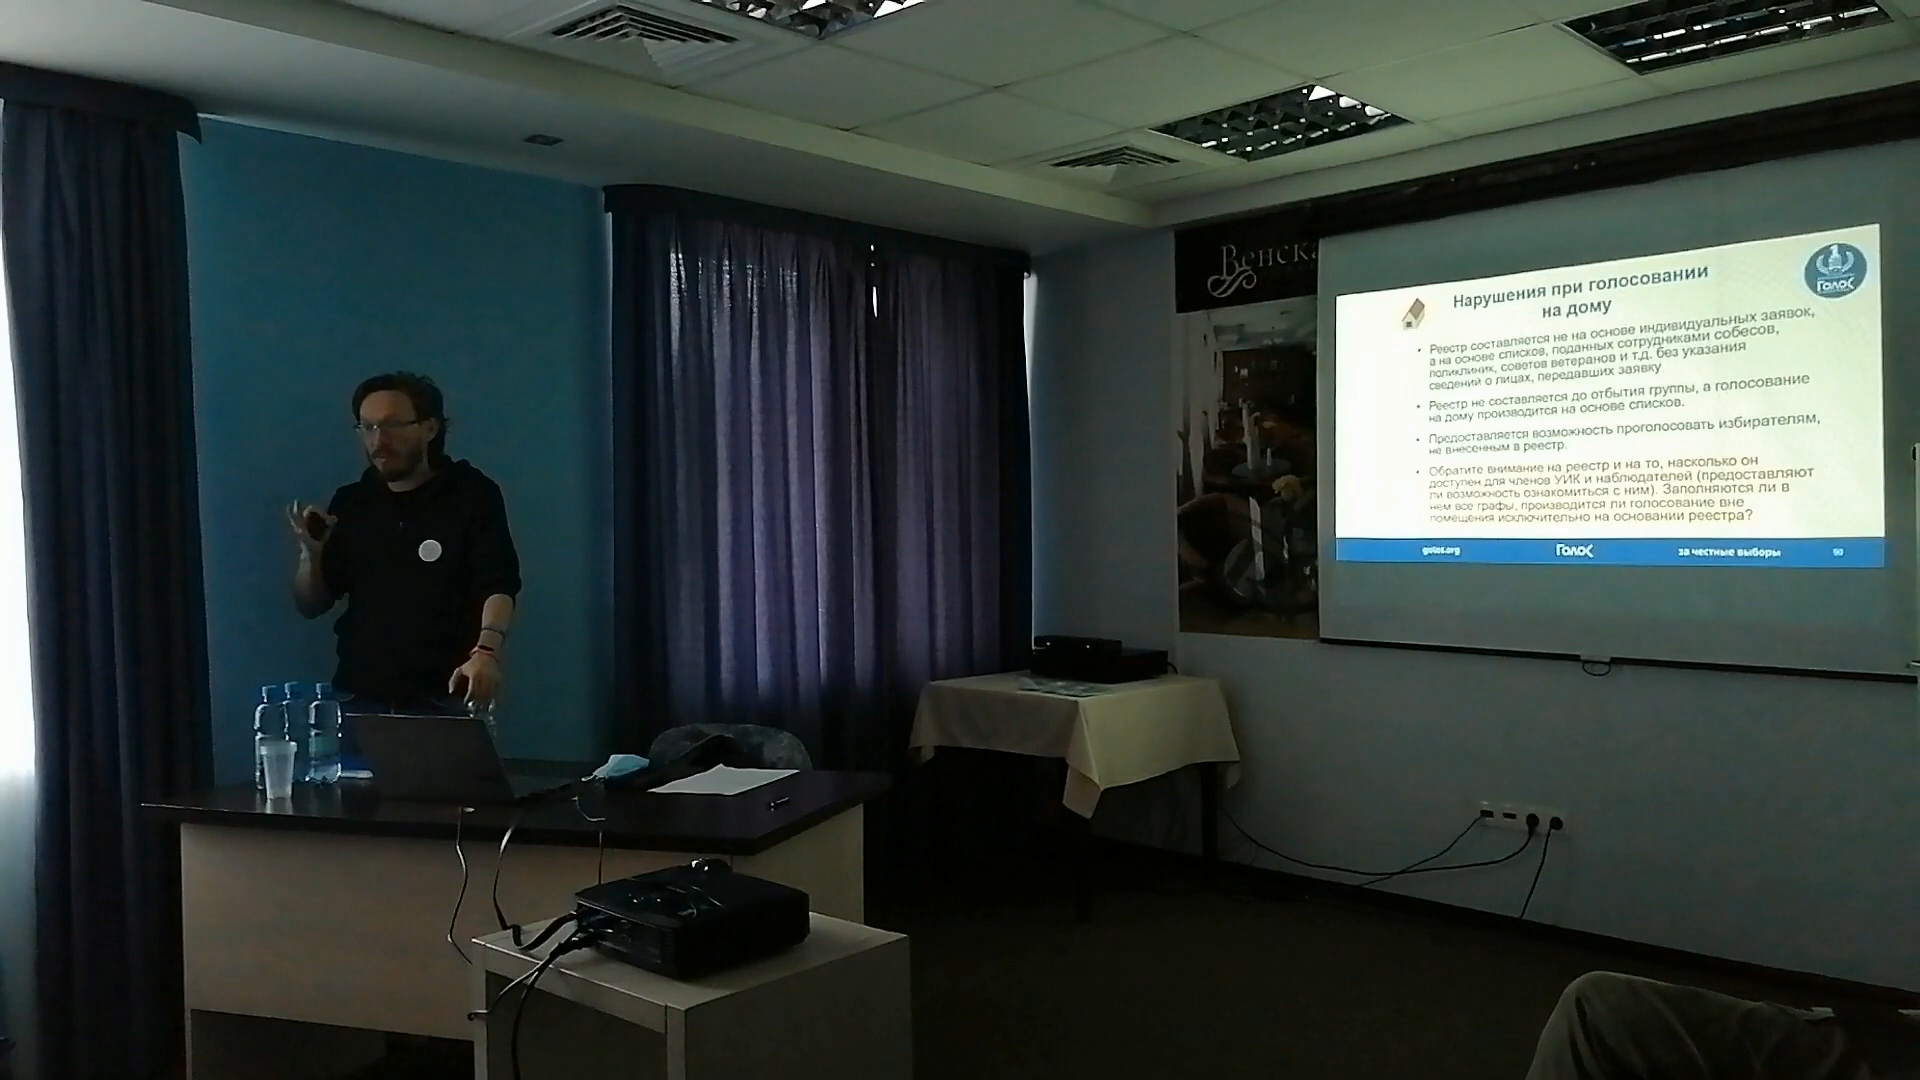 Венска
Голос
Нарушения при голосовании
на дому
• Реестр составляется не на основе индивидуальных заявок,
а на основе списков, поданных сотрудниками собесов,
поликлиник, советов ветеранов и т.д. без указания
сведений о лицах, передавших заявку
• Реестр не составляется до отбытия группы, а голосование
на дому производится на основе списков.
• Предоставляется возможность проголосовать избирателям,
не внесенным в реестр.
• Обратите внимание на реестр и на то, насколько он
доступен для членов УИК и наблюдателей (предоставляют
ли возможность ознакомиться с ним). Заполняются ли в
нем все графы, производится ли голосование вне
помещения исключительно на основании реестра?
golos.org Голос за честные выборы 90